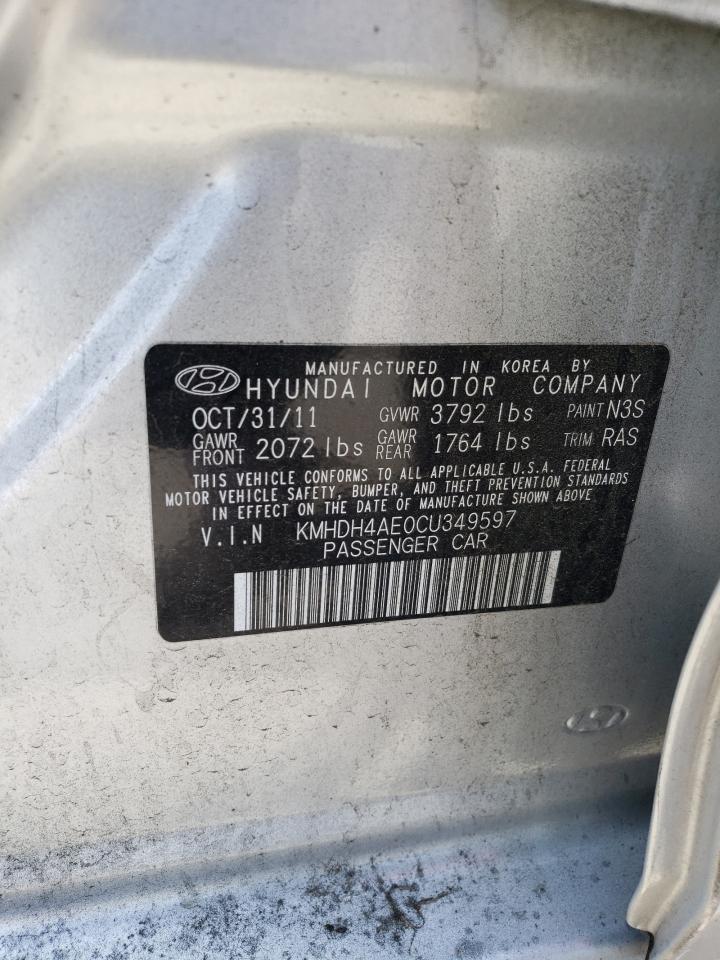 MANUFACTURED IN KOREA BY
HYUNDAI MOTOR COMPANY
OCT/31/11 GVWR 3792 lbs PAINT N3S
GAWR FRONT 2072 lbs GAWR REAR 1764 lbs TRIM RAS
THIS VEHICLE CONFORMS TO ALL APPLICABLE U.S.A. FEDERAL
MOTOR VEHICLE SAFETY, BUMPER, AND THEFT PREVENTION STANDARDS
IN EFFECT ON THE DATE OF MANUFACTURE SHOWN ABOVE
V.I.N KMHDH4AE0CU349597
PASSENGER CAR